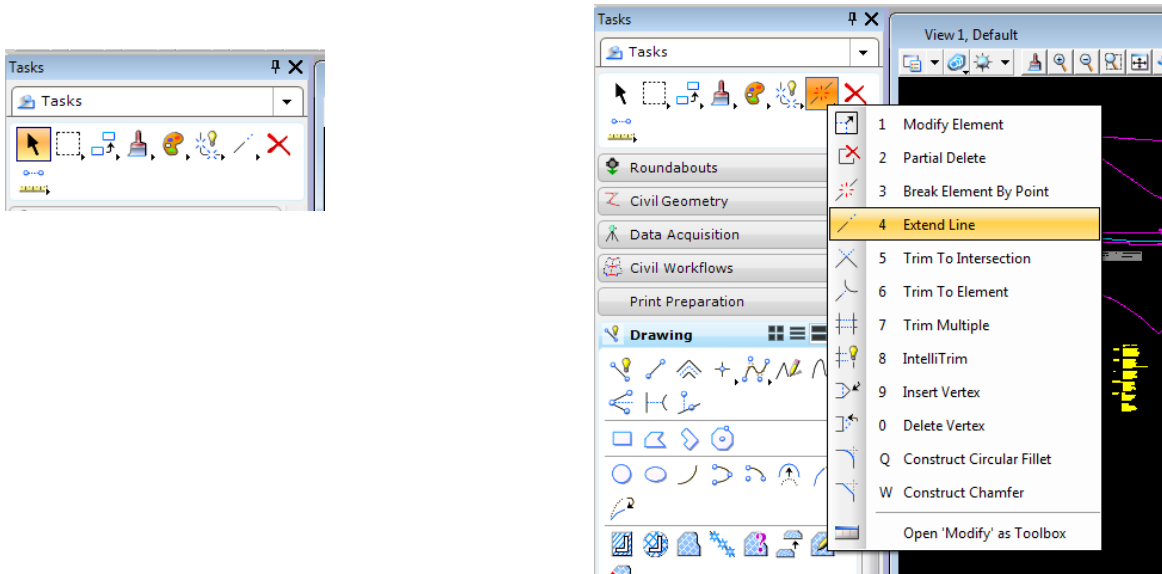 Tasks
Tasks
Tasks
Tasks
View 1, Default
Roundabouts
Civil Geometry
Data Acquisition
Civil Workflows
Print Preparation
Drawing
1 Modify Element
2 Partial Delete
3 Break Element By Point
4 Extend Line
5 Trim To Intersection
6 Trim To Element
7 Trim Multiple
8 IntelliTrim
9 Insert Vertex
0 Delete Vertex
Q Construct Circular Fillet
W Construct Chamfer
Open 'Modify' as Toolbox